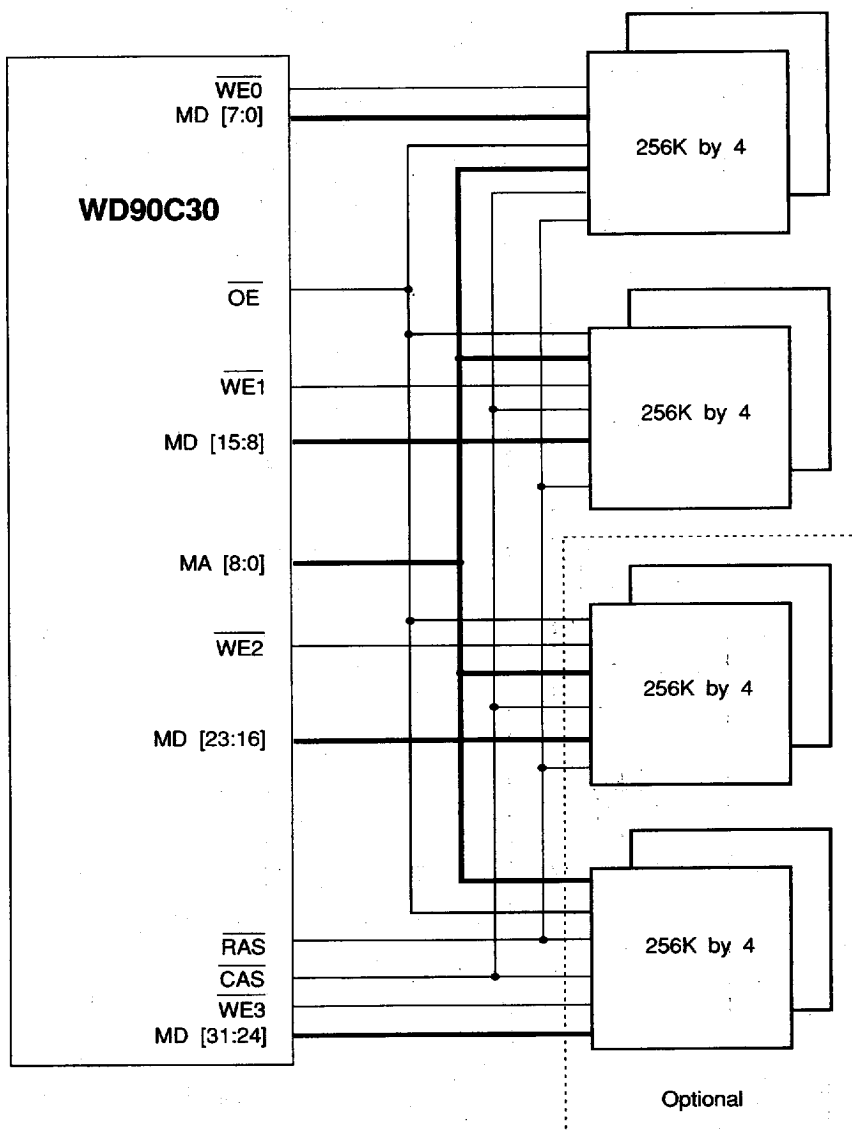 WE0
MD [7:0]
256K by 4
WD90C30
OE
WE1
256K by 4
MD [15:8]
MA [8:0]
WE2
256K by 4
MD [23:16]
RAS
256K by 4
CAS
WE3
MD [31:24]
Optional